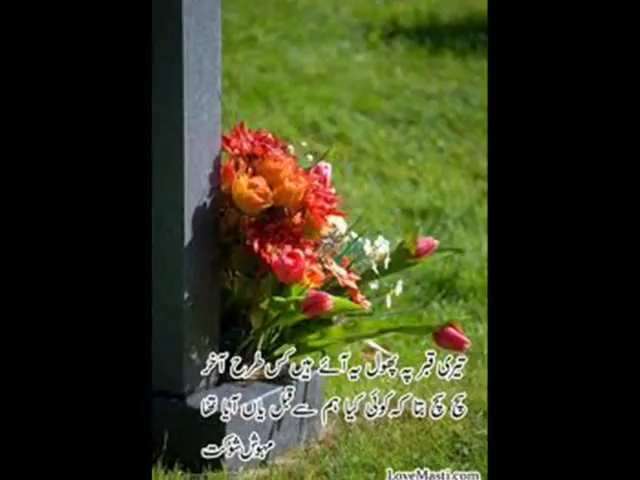 تیری قبر پہ پھول یہ آئے ہیں کس طرح آخر
سچ سچ بتا کہ کوئی کیا ہم سے قبل یاں آیا تھا
مہوش شوکت
LoveMasti.com